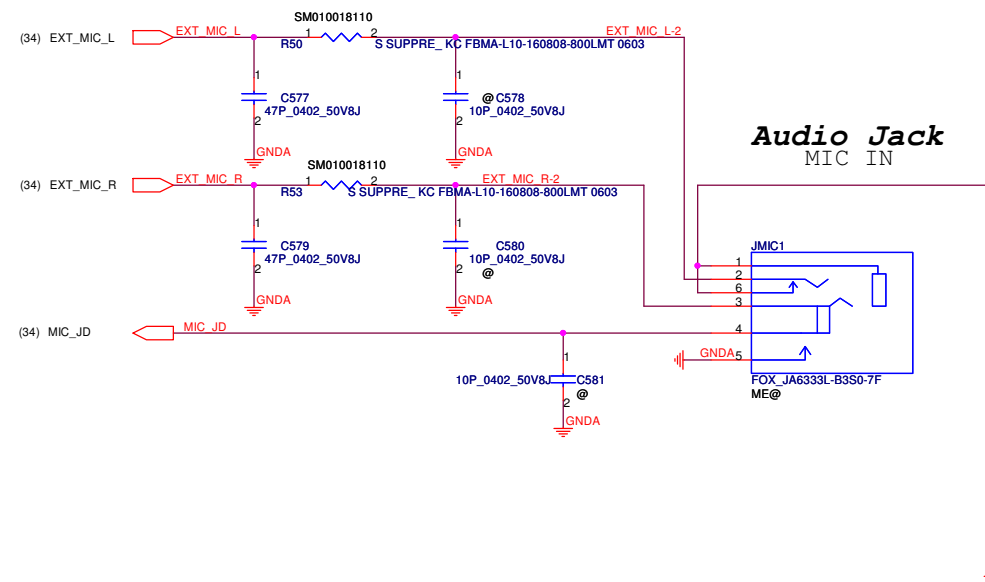 SM010018110
(34) EXT_MIC_L
EXT_MIC_L
1
2
EXT_MIC_L-2
R50
S SUPPRE_ KC FBMA-L10-160808-800LMT 0603
1
C577
47P_0402_50V8J
2
GNDA
1
@ C578
10P_0402_50V8J
2
GNDA
Audio Jack
MIC IN
SM010018110
(34) EXT_MIC_R
EXT_MIC_R
1
2
EXT_MIC_R-2
R53
S SUPPRE_ KC FBMA-L10-160808-800LMT 0603
1
C579
47P_0402_50V8J
2
GNDA
1
C580
10P_0402_50V8J
2
@
GNDA
JMIC1
1
2
6
3
4
GNDA 5
FOX_JA6333L-B3S0-7F
ME@
(34) MIC_JD
MIC_JD
1
10P_0402_50V8J C581
@
2
GNDA